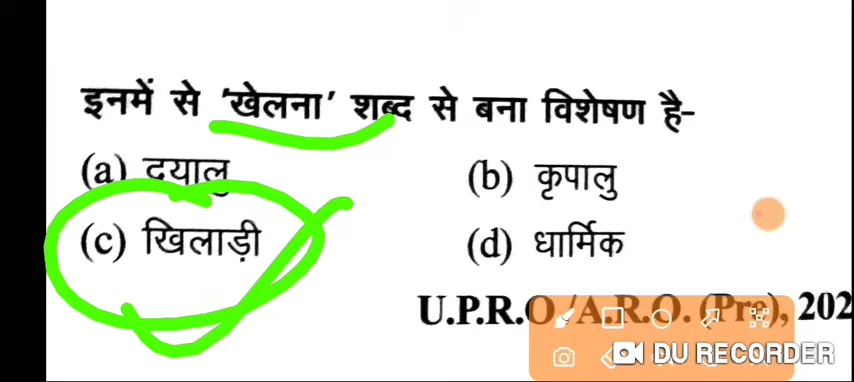 इनमें से 'खेलना' शब्द से बना विशेषण है-
(a) दयालु (b) कृपालु
(c) खिलाड़ी (d) धार्मिक
U.P.R.O./A.R.O. (Pre), 202
DU RECORDER